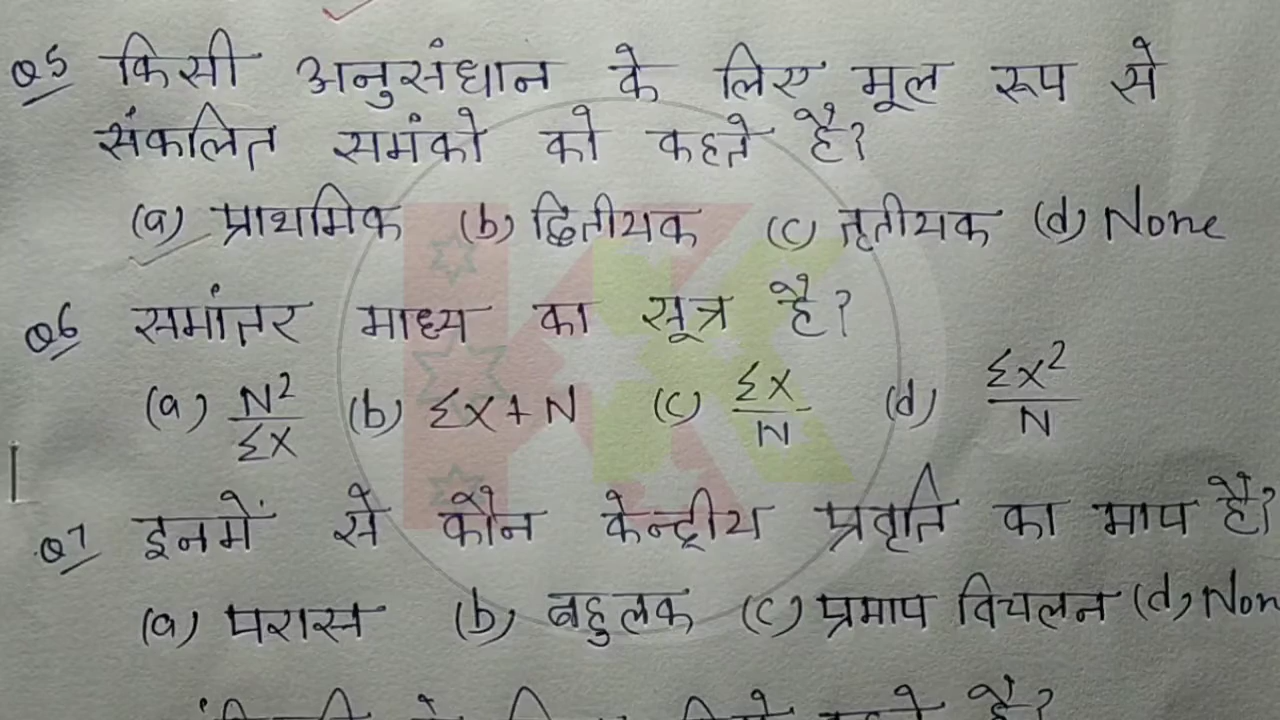 Q5 किसी अनुसंधान के लिए मूल रूप से
संकलित समंको को कहते है?
(a) प्राथमिक (b) द्वितीयक (c) तृतीयक (d) None
Q6 समांतर माध्य का सूत्र है?
(a) N²/ΣX (b) ΣX+N (c) ΣX/N (d) ΣX²/N
Q7 इनमें से कौन केन्द्रीय प्रवृति का माप है?
(a) परास (b) बहुलक (c) प्रमाप विचलन (d) Non